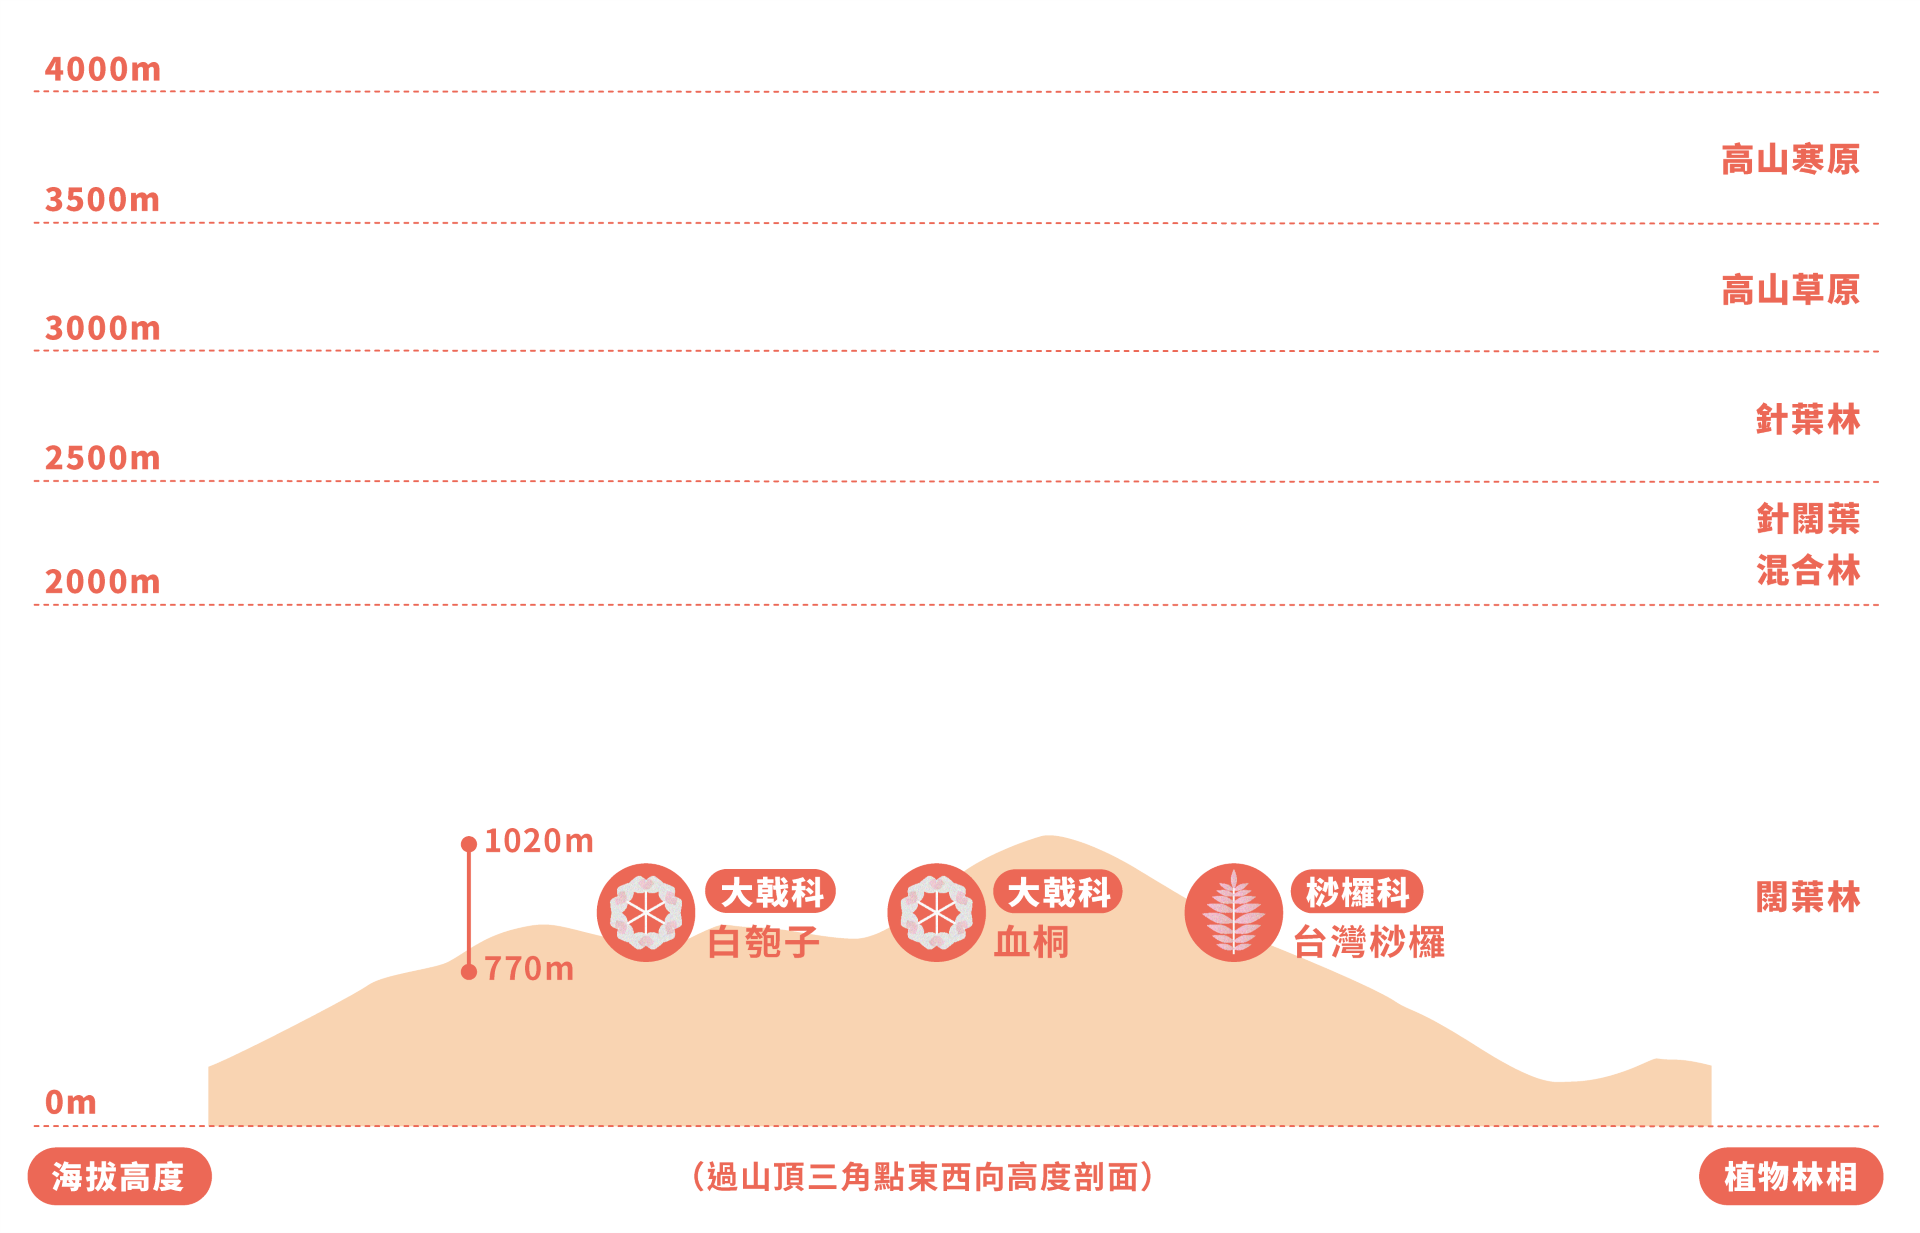 4000m
高山寒原
3500m
高山草原
3000m
針葉林
2500m
針闊葉
混合林
2000m
1020m
770m
大戟科
白匏子
大戟科
血桐
桫欏科
台灣桫欏
闊葉林
0m
海拔高度
（過山頂三角點東西向高度剖面）
植物林相